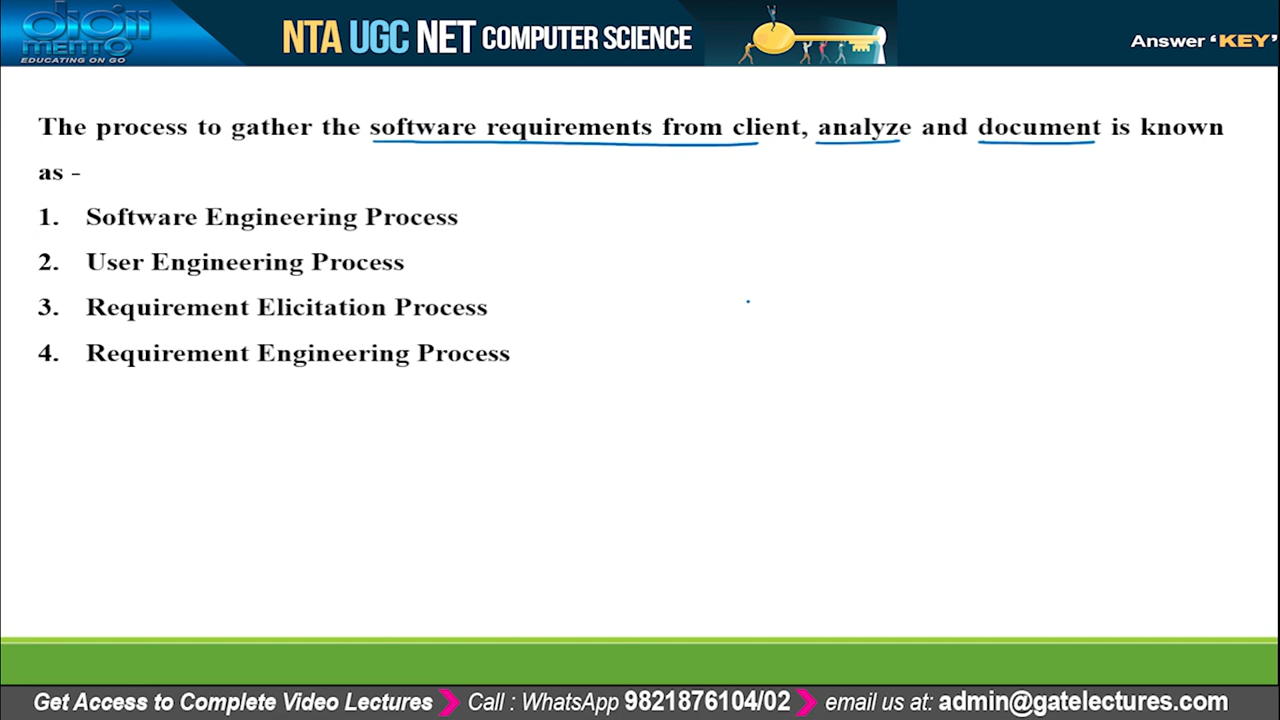 digii
MENTO
EDUCATING ON GO
NTA UGC NET COMPUTER SCIENCE
Answer ‘KEY’
The process to gather the software requirements from client, analyze and document is known
as -
1. Software Engineering Process
2. User Engineering Process
3. Requirement Elicitation Process
4. Requirement Engineering Process
Get Access to Complete Video Lectures Call : WhatsApp 9821876104/02 email us at: admin@gatelectures.com